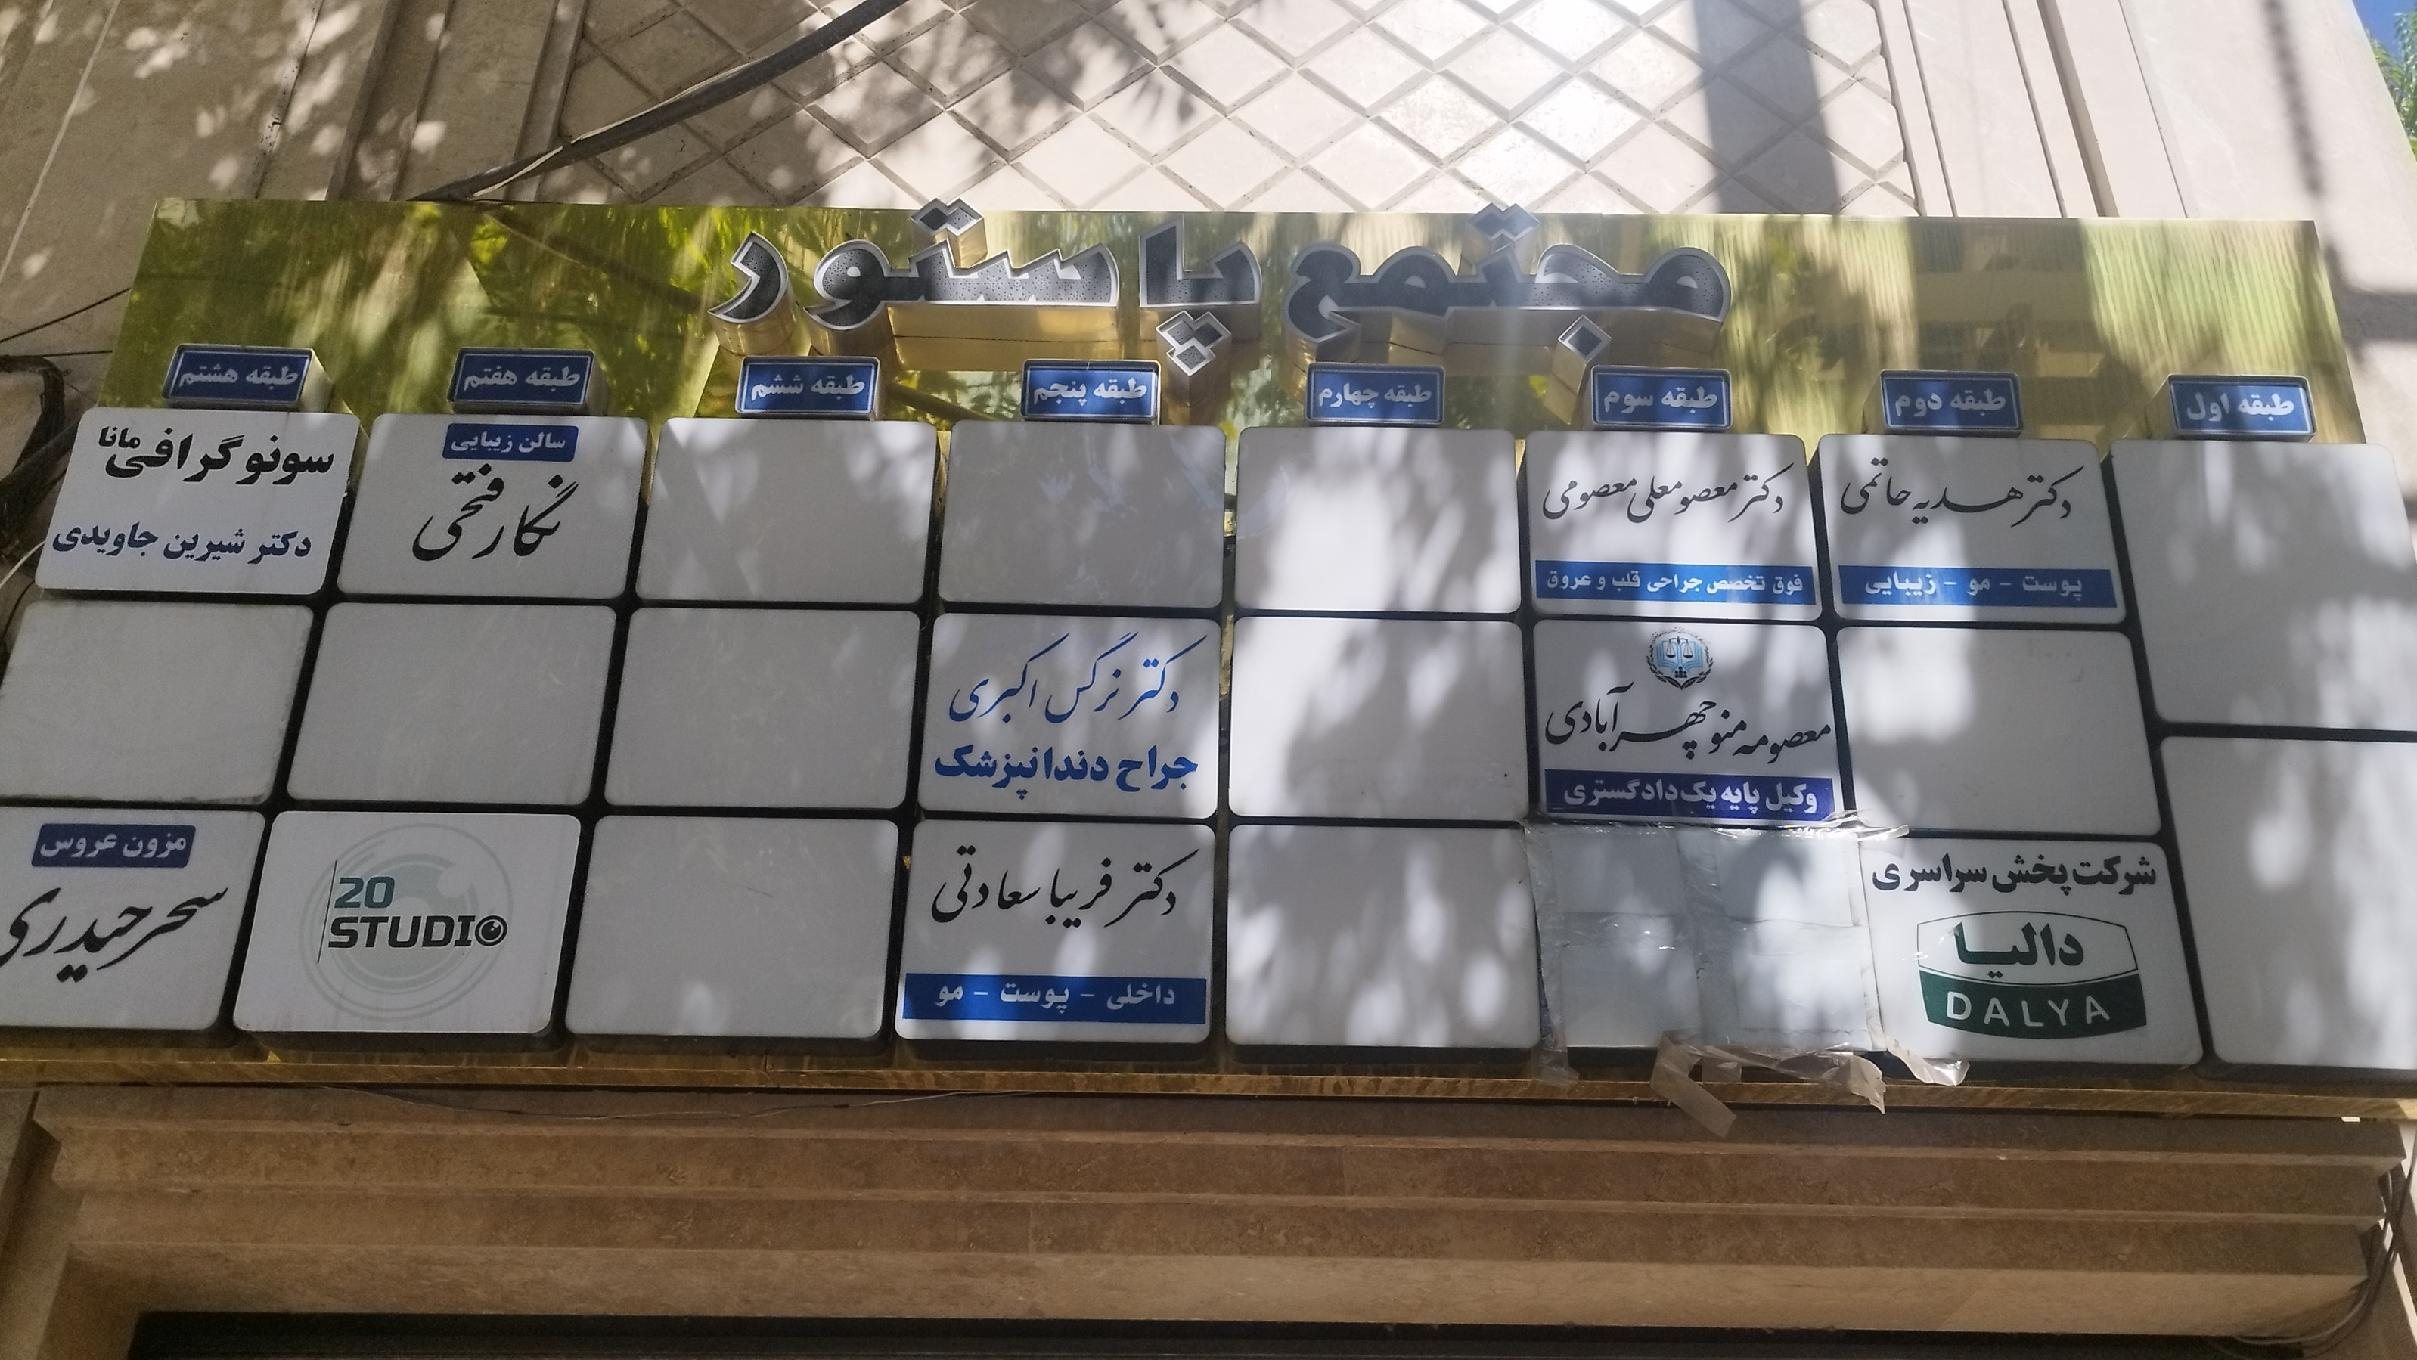 مجتمع پاستور
طبقه اول
طبقه دوم
دکتر هدیه حاتمی
پوست - مو - زیبایی
شرکت پخش سراسری
دالیا
DALYA
طبقه سوم
دکتر معصومعلی معصومی
فوق تخصص جراحی قلب و عروق
معصومه منوچهرآبادی
وکیل پایه یک دادگستری
طبقه چهارم
طبقه پنجم
دکتر نرگس اکبری
جراح دندانپزشک
دکتر فریبا سعادتی
داخلی - پوست - مو
طبقه ششم
طبقه هفتم
سالن زیبایی
نگار فتحی
20
STUDIO
طبقه هشتم
سونوگرافی مانا
دکتر شیرین جاویدی
مزون عروس
سحر حیدری